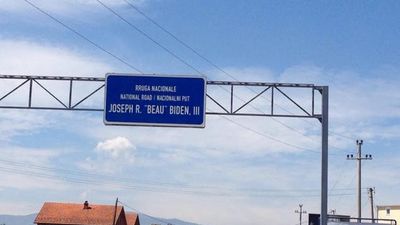 RRUGA NACIONALE
NATIONAL ROAD | NACIONALNI PUT
JOSEPH R. "BEAU" BIDEN, III